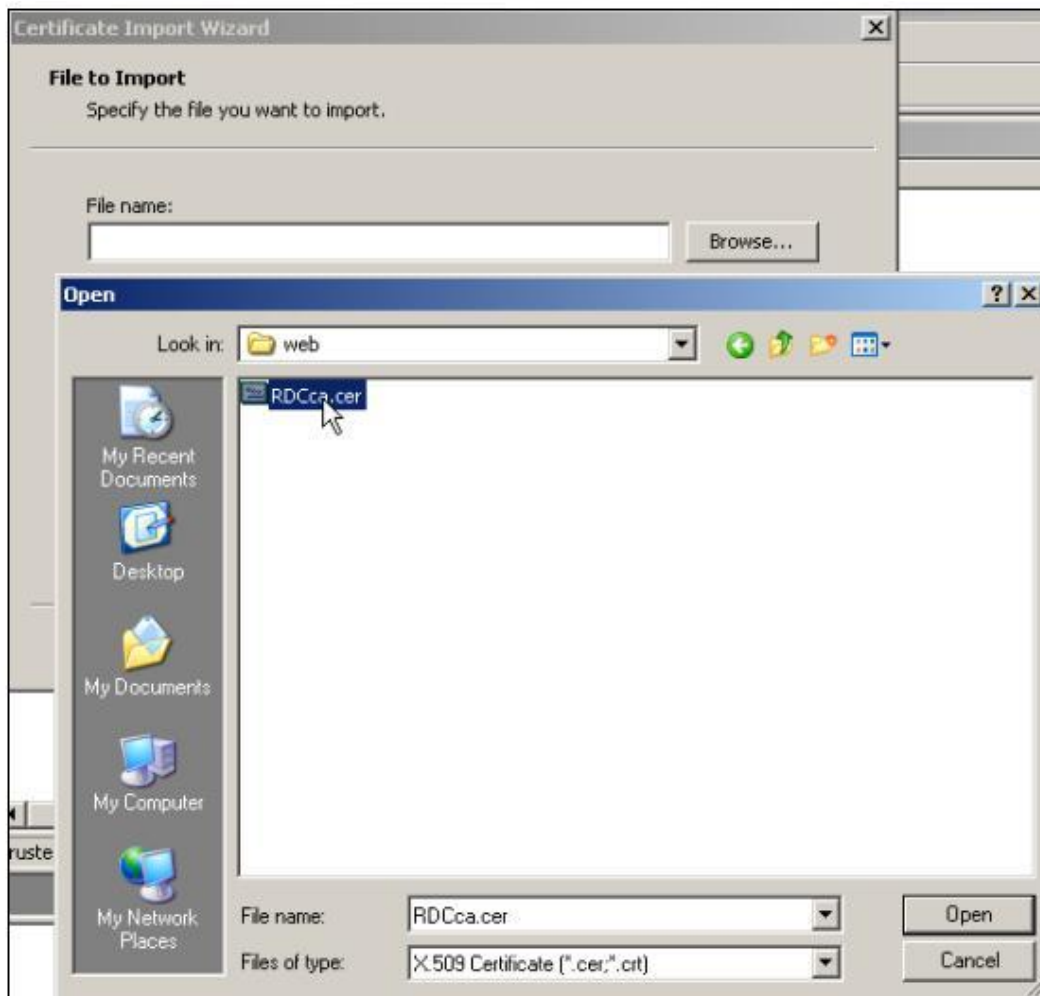 Certificate Import Wizard
File to Import
Specify the file you want to import.
File name:
Browse...
Open
Look in:
web
RDCca.cer
My Recent
Documents
Desktop
My Documents
My Computer
My Network
Places
ruste
File name:
RDCca.cer
Open
Files of type:
X.509 Certificate (*.cer;*.crt)
Cancel